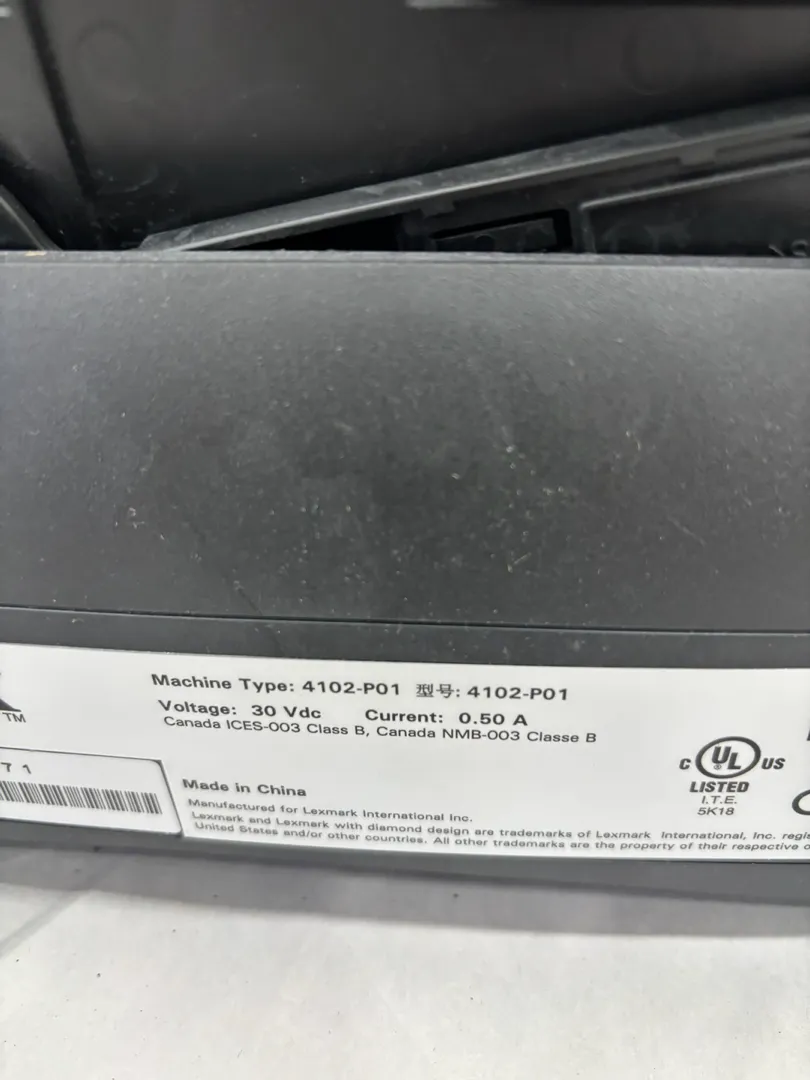 Machine Type: 4102-P01 型号: 4102-P01
Voltage: 30 Vdc Current: 0.50 A
Canada ICES-003 Class B, Canada NMB-003 Classe B
TM
71
C UL US
LISTED
I.T.E.
5K18
Made in China
Manufactured for Lexmark International Inc.
Lexmark and Lexmark with diamond design are trademarks of Lexmark International, Inc.
United States and/or other countries. All other trademarks are the property of their respective